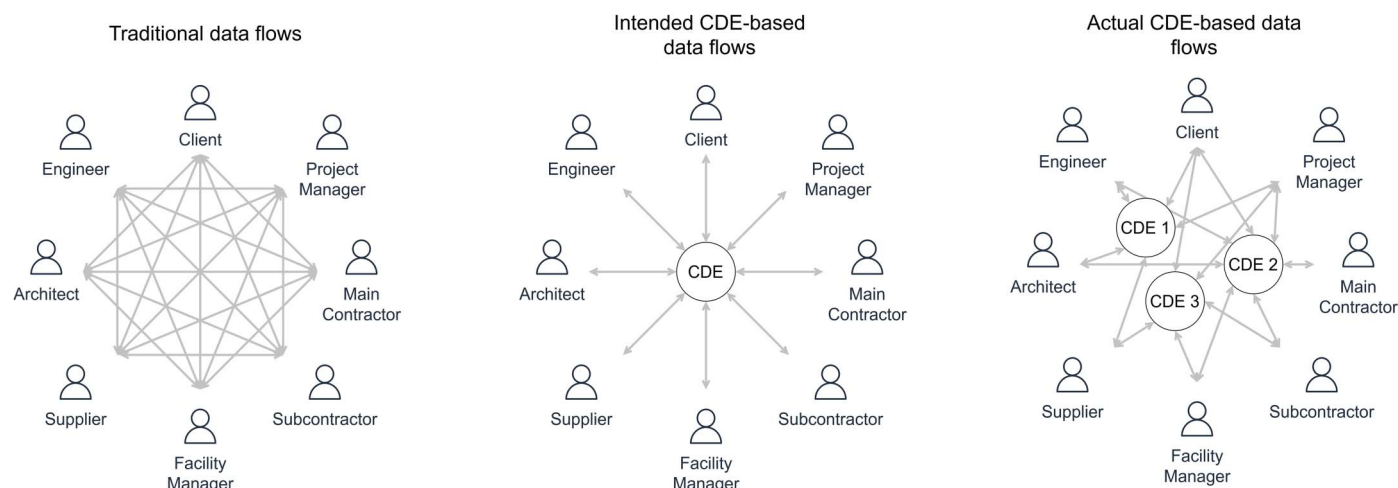 Traditional data flows
Client
Engineer
Project
Manager
Architect
Main
Contractor
Supplier
Subcontractor
Facility
Manager
Intended CDE-based
data flows
Client
Engineer
Project
Manager
CDE
Architect
Main
Contractor
Supplier
Subcontractor
Facility
Manager
Actual CDE-based data
flows
Client
Engineer
Project
Manager
CDE 1
Architect
CDE 2
Main
Contractor
CDE 3
Supplier
Subcontractor
Facility
Manager